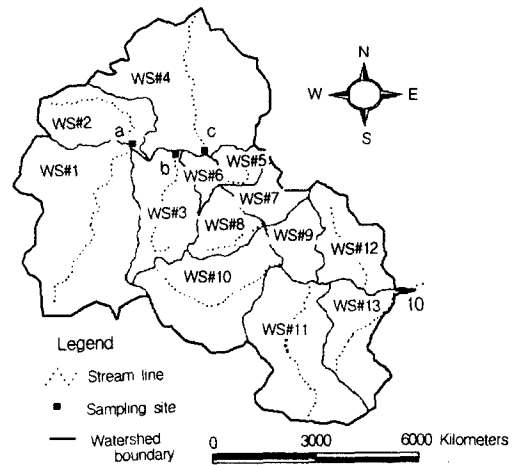 WS#4
N
W E
S
WS#2
a
c
b
WS#5
WS#1
WS#6
WS#7
WS#3
WS#8
WS#9
WS#12
WS#10
WS#13
10
WS#11
Legend
Stream line
Sampling site
Watershed
boundary
0 3000 6000 Kilometers